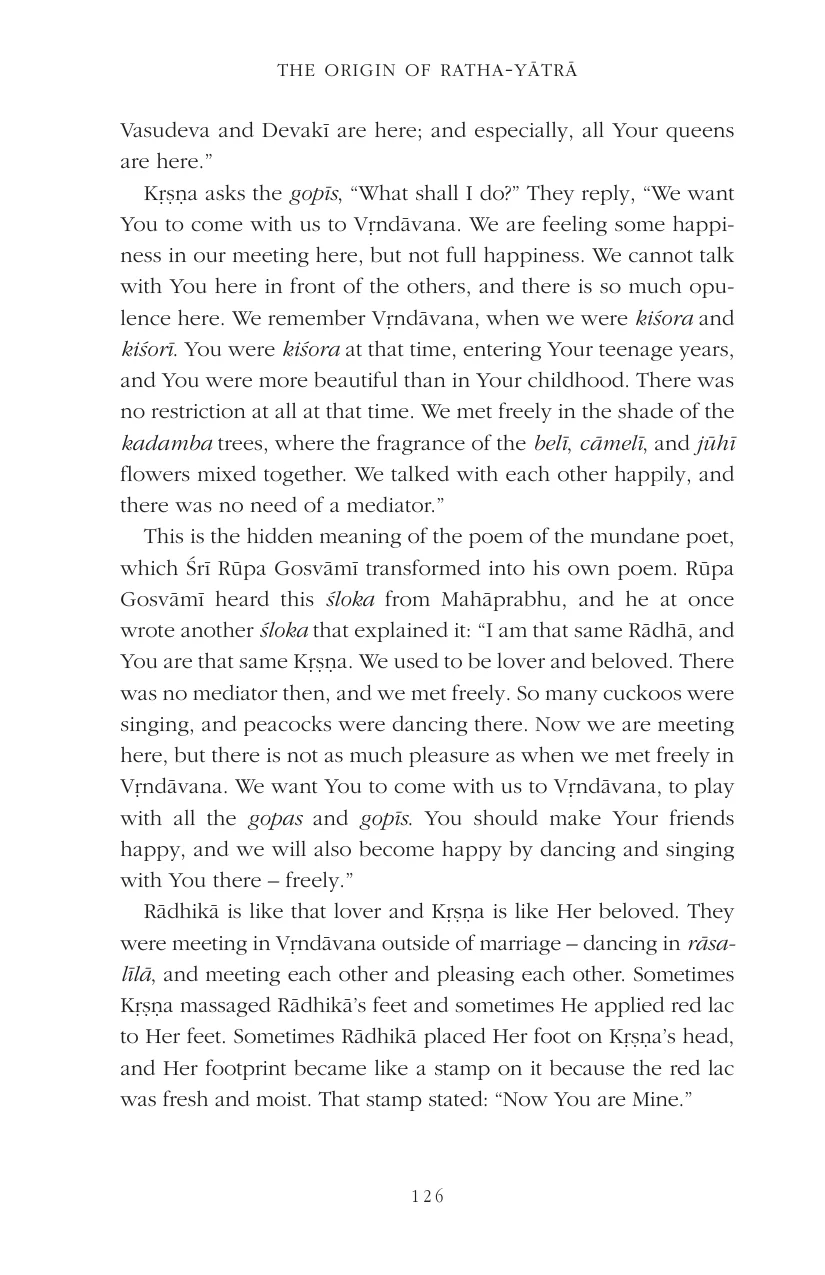 THE ORIGIN OF RATHA-YĀTRĀ
Vasudeva and Devakī are here; and especially, all Your queens
are here.”
Kṛṣṇa asks the gopīs, “What shall I do?” They reply, “We want
You to come with us to Vṛndāvana. We are feeling some happi-
ness in our meeting here, but not full happiness. We cannot talk
with You here in front of the others, and there is so much opu-
lence here. We remember Vṛndāvana, when we were kiśora and
kiśorī. You were kiśora at that time, entering Your teenage years,
and You were more beautiful than in Your childhood. There was
no restriction at all at that time. We met freely in the shade of the
kadamba trees, where the fragrance of the belī, cāmelī, and jūhī
flowers mixed together. We talked with each other happily, and
there was no need of a mediator.”
This is the hidden meaning of the poem of the mundane poet,
which Śrī Rūpa Gosvāmī transformed into his own poem. Rūpa
Gosvāmī heard this śloka from Mahāprabhu, and he at once
wrote another śloka that explained it: “I am that same Rādhā, and
You are that same Kṛṣṇa. We used to be lover and beloved. There
was no mediator then, and we met freely. So many cuckoos were
singing, and peacocks were dancing there. Now we are meeting
here, but there is not as much pleasure as when we met freely in
Vṛndāvana. We want You to come with us to Vṛndāvana, to play
with all the gopas and gopīs. You should make Your friends
happy, and we will also become happy by dancing and singing
with You there – freely.”
Rādhikā is like that lover and Kṛṣṇa is like Her beloved. They
were meeting in Vṛndāvana outside of marriage – dancing in rāsa-
līlā, and meeting each other and pleasing each other. Sometimes
Kṛṣṇa massaged Rādhikā’s feet and sometimes He applied red lac
to Her feet. Sometimes Rādhikā placed Her foot on Kṛṣṇa’s head,
and Her footprint became like a stamp on it because the red lac
was fresh and moist. That stamp stated: “Now You are Mine.”
126